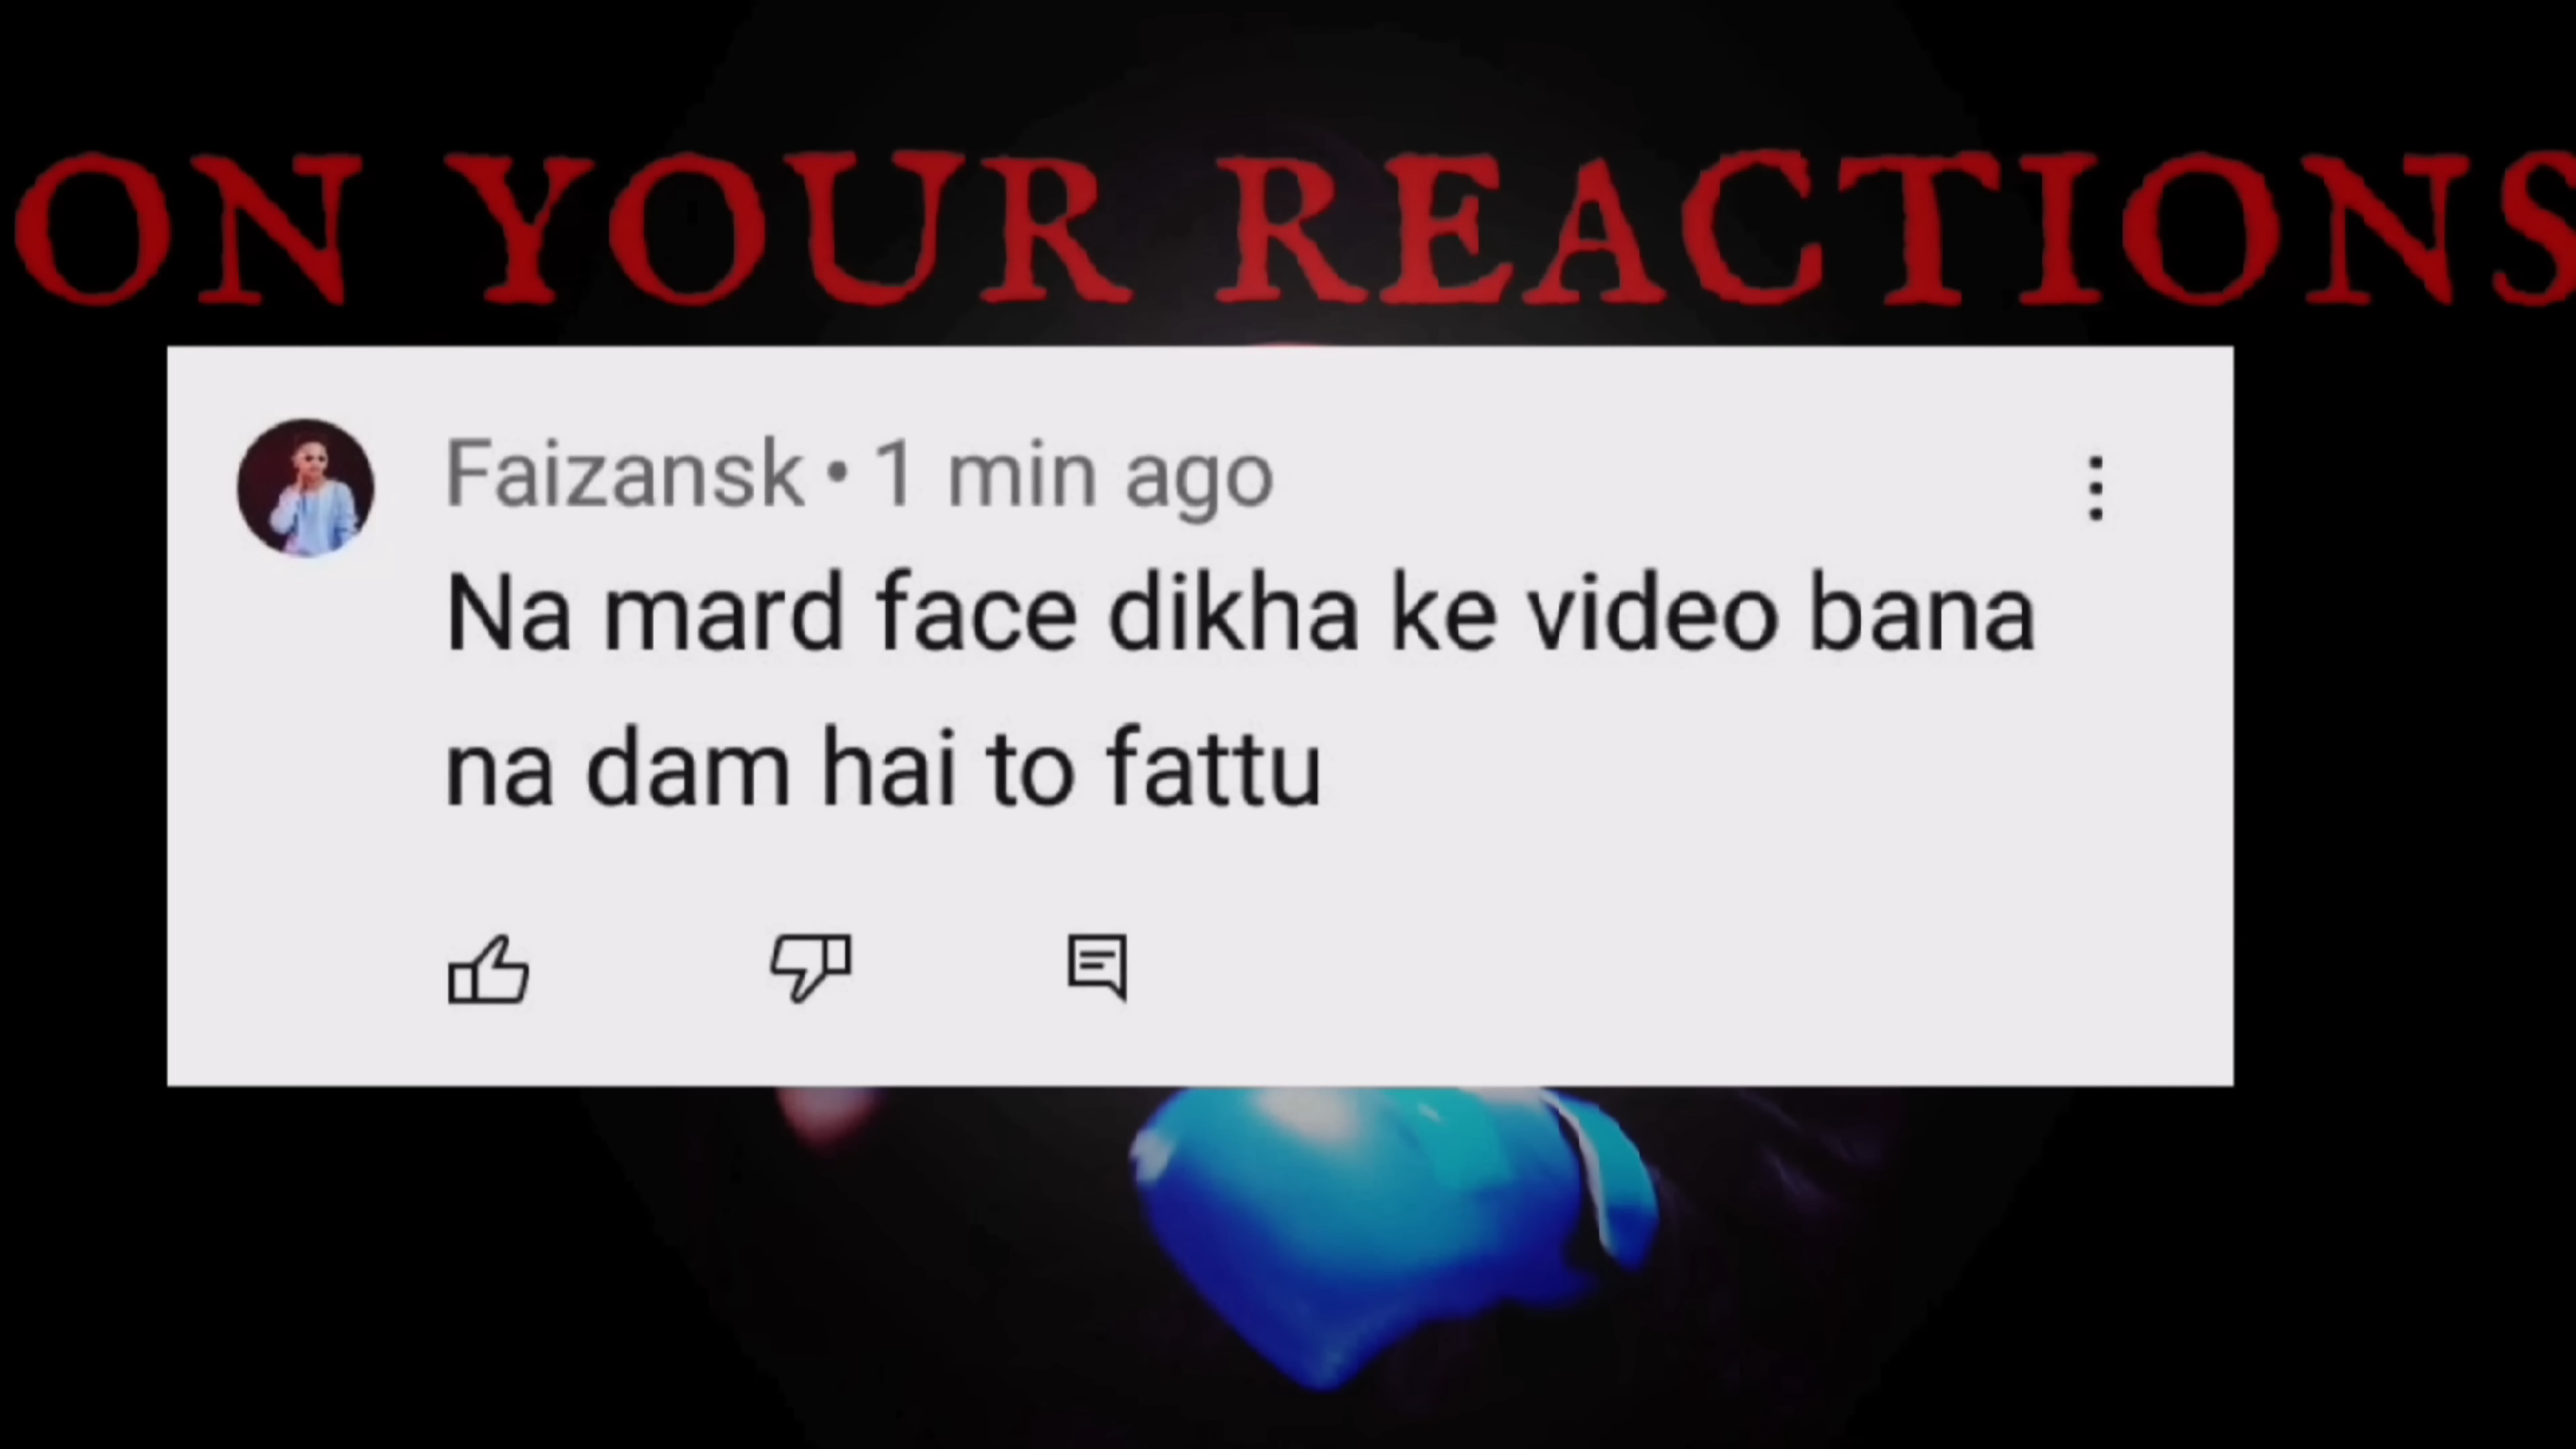 ON YOUR REACTIONS
Faizansk • 1 min ago
Na mard face dikha ke video bana
na dam hai to fattu